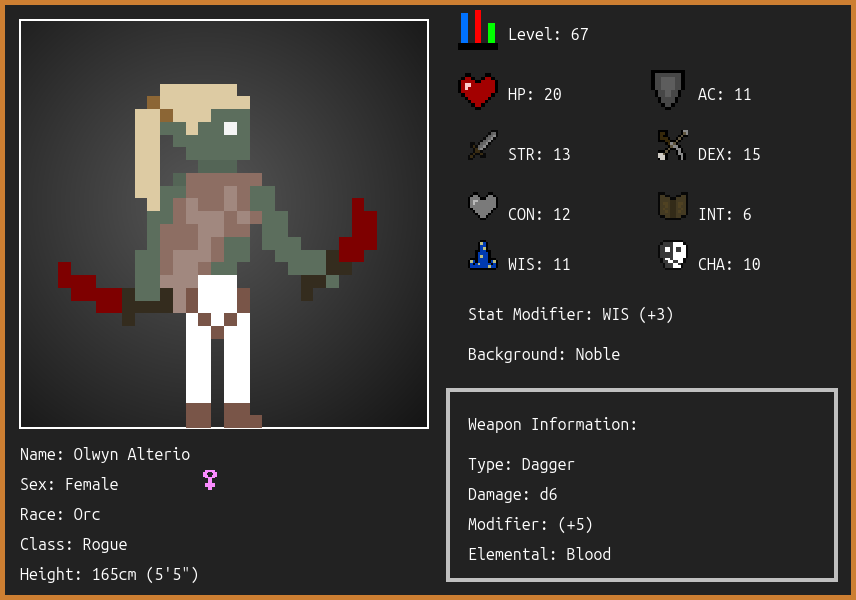 Level: 67
HP: 20
AC: 11
STR: 13
DEX: 15
CON: 12
INT: 6
WIS: 11
CHA: 10
Stat Modifier: WIS (+3)
Background: Noble
Weapon Information:
Type: Dagger
Damage: d6
Modifier: (+5)
Elemental: Blood
Name: Olwyn Alterio
Sex: Female
Race: Orc
Class: Rogue
Height: 165cm (5'5")